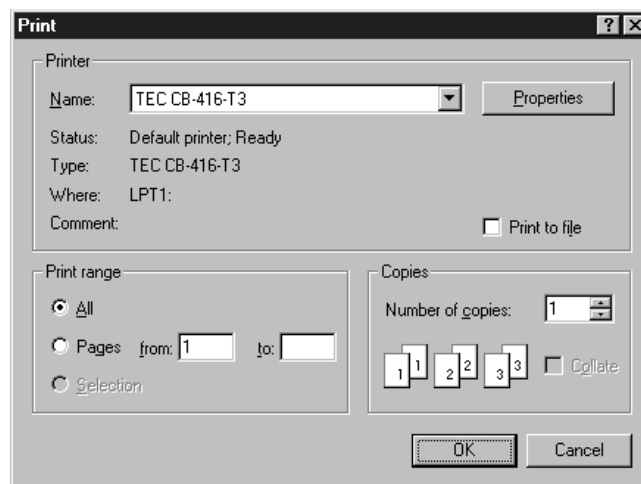 Print
Printer
Name: TEC CB-416-T3 Properties
Status: Default printer; Ready
Type: TEC CB-416-T3
Where: LPT1:
Comment: Print to file
Print range
All
Pages from: 1 to:
Selection
Copies
Number of copies: 1
1 1 2 2 3 3 Collate
OK Cancel